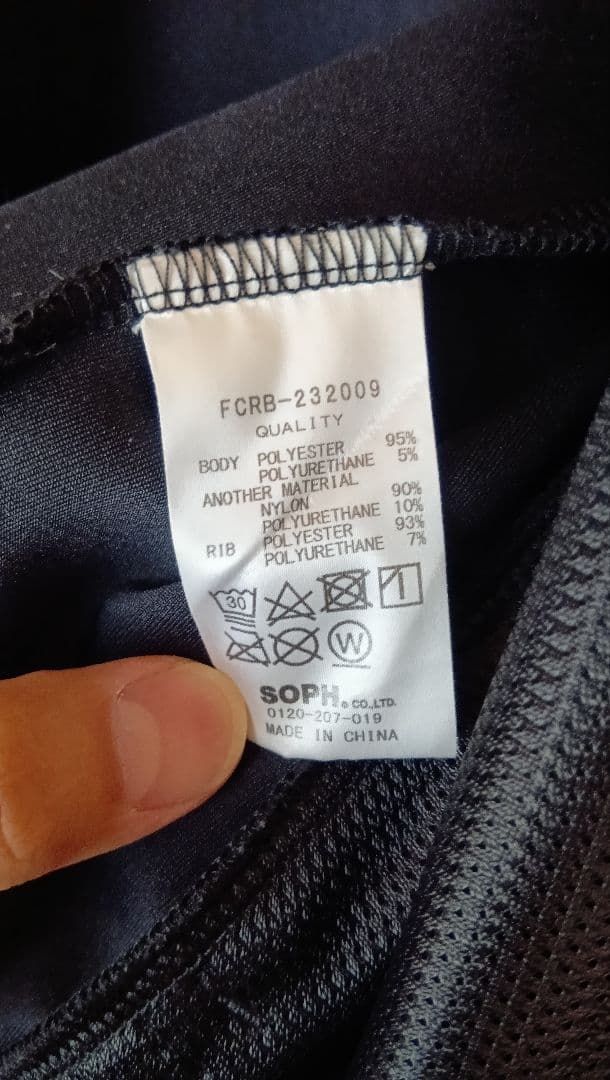 FCRB-232009
QUALITY
BODY POLYESTER 95%
POLYURETHANE 5%
ANOTHER MATERIAL
NYLON 90%
POLYURETHANE 10%
RIB POLYESTER 93%
POLYURETHANE 7%
30
W
SOPH. CO.,LTD.
0120-207-019
MADE IN CHINA